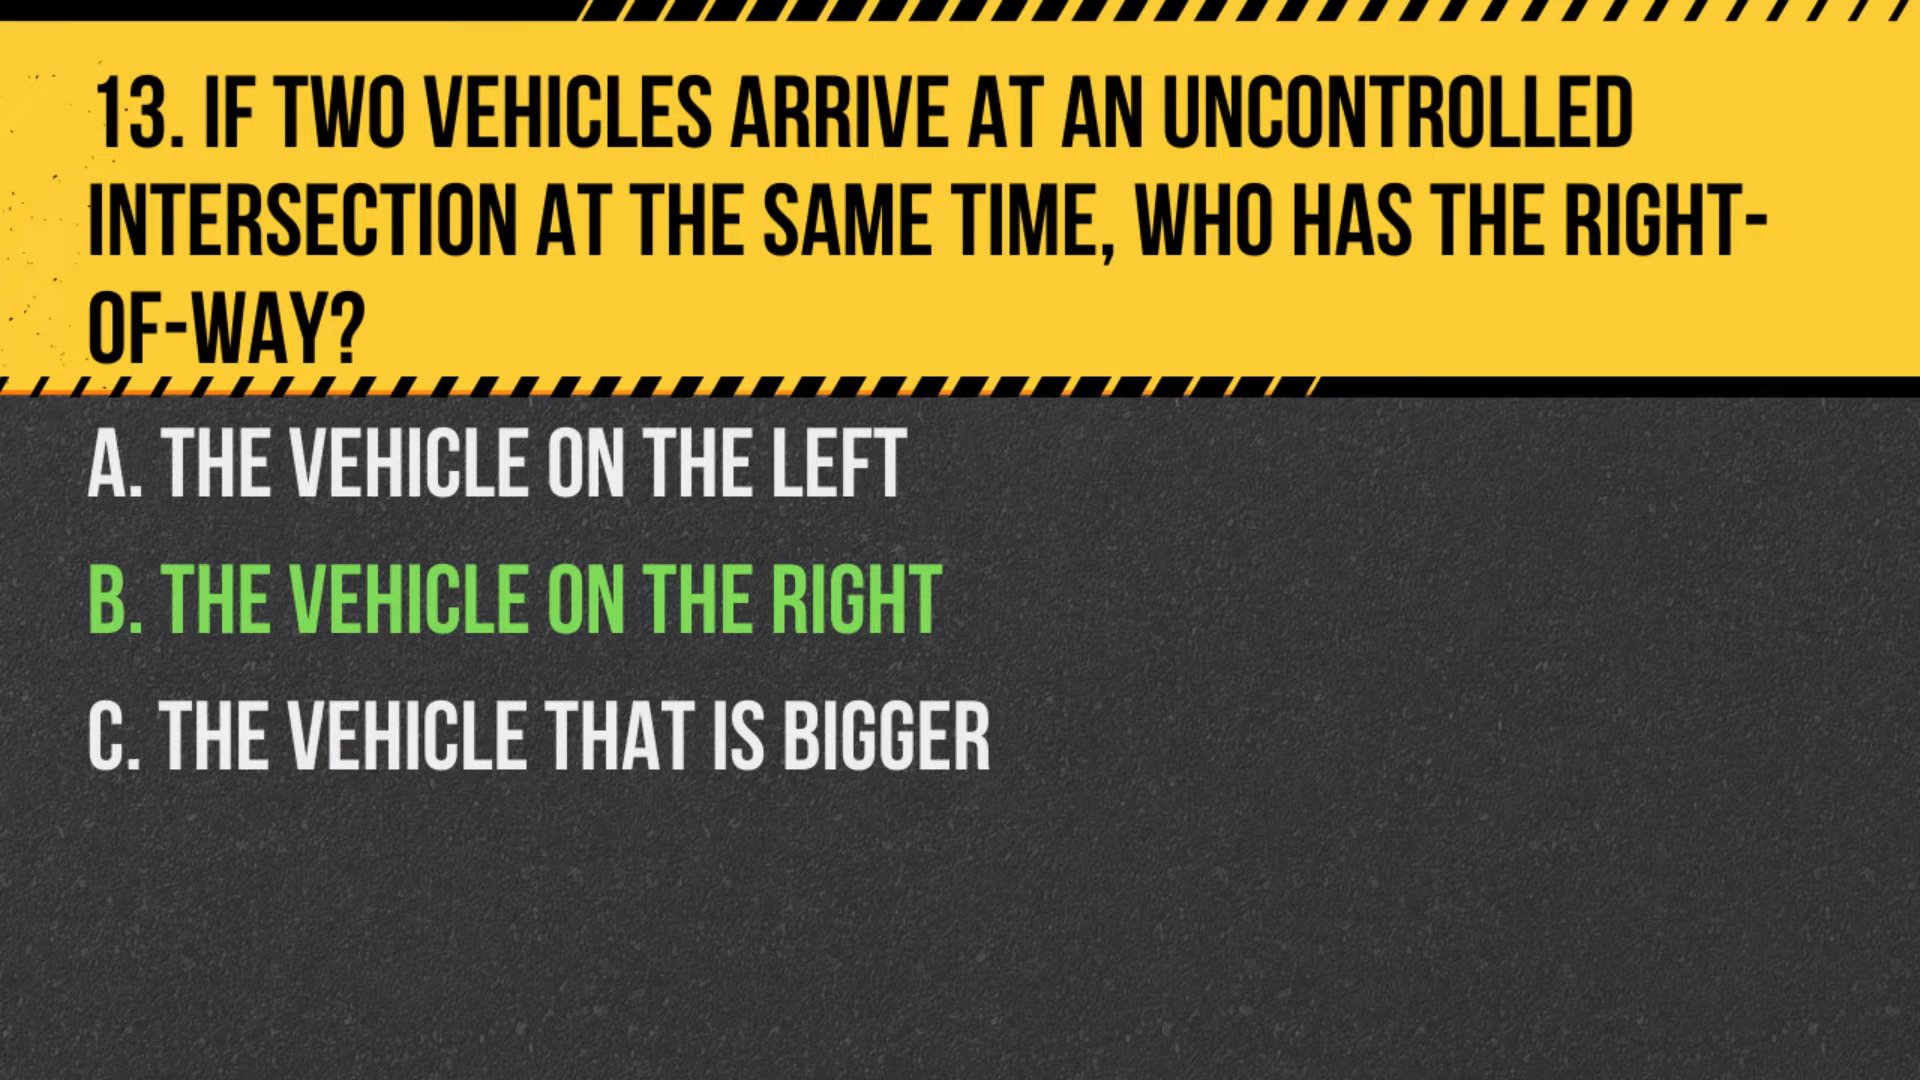 13. IF TWO VEHICLES ARRIVE AT AN UNCONTROLLED
INTERSECTION AT THE SAME TIME, WHO HAS THE RIGHT-
OF-WAY?
A. THE VEHICLE ON THE LEFT
B. THE VEHICLE ON THE RIGHT
C. THE VEHICLE THAT IS BIGGER